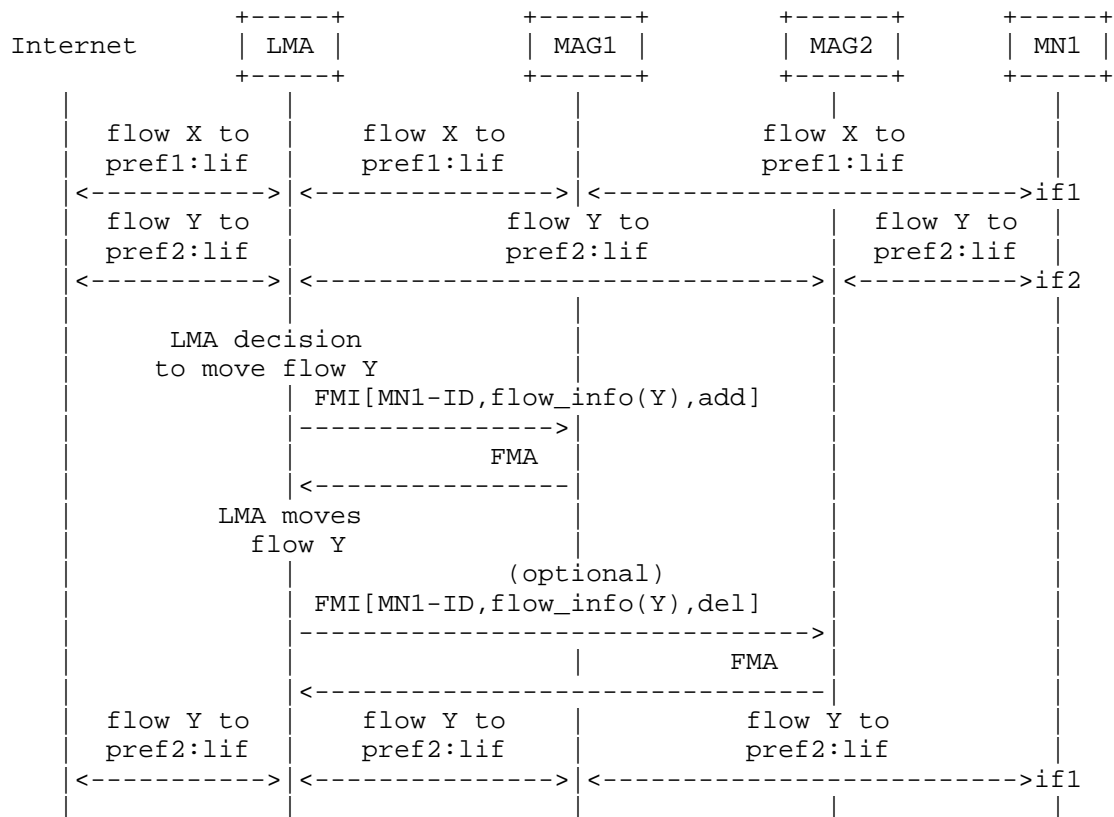 Internet LMA MAG1 MAG2 MN1
flow X to flow X to flow X to
pref1:lif pref1:lif pref1:lif
if1
flow Y to flow Y to flow Y to
pref2:lif pref2:lif pref2:lif
if2
LMA decision
to move flow Y
FMI[MN1-ID,flow_info(Y),add]
FMA
LMA moves
flow Y
(optional)
FMI[MN1-ID,flow_info(Y),del]
FMA
flow Y to flow Y to flow Y to
pref2:lif pref2:lif pref2:lif
if1